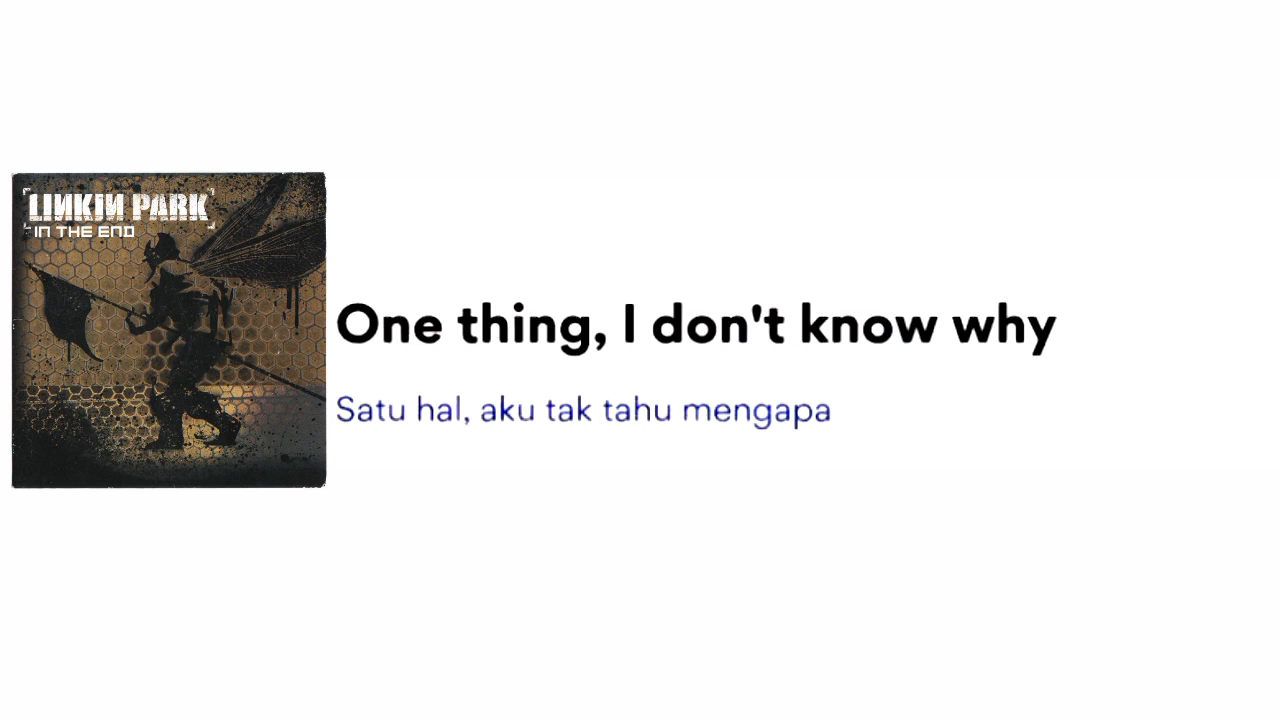 LINKIN PARK
IN THE END
One thing, I don't know why
Satu hal, aku tak tahu mengapa